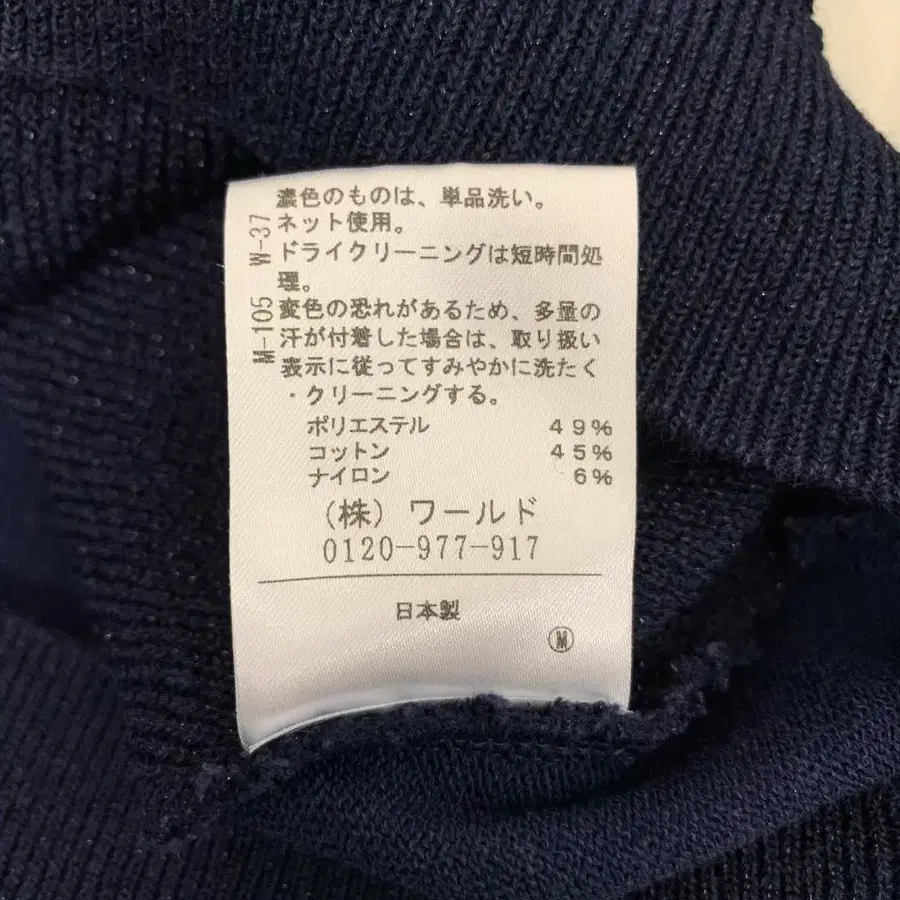 濃色のものは、単品洗い。
ネット使用。
ドライクリーニングは短時間処
理。
変色の恐れがあるため、多量の
汗が付着した場合は、取り扱い
表示に従ってすみやかに洗たく
・クリーニングする。
W-37
M-105
ポリエステル 49%
コットン 45%
ナイロン 6%
(株)ワールド
0120-977-917
日本製
Ⓜ